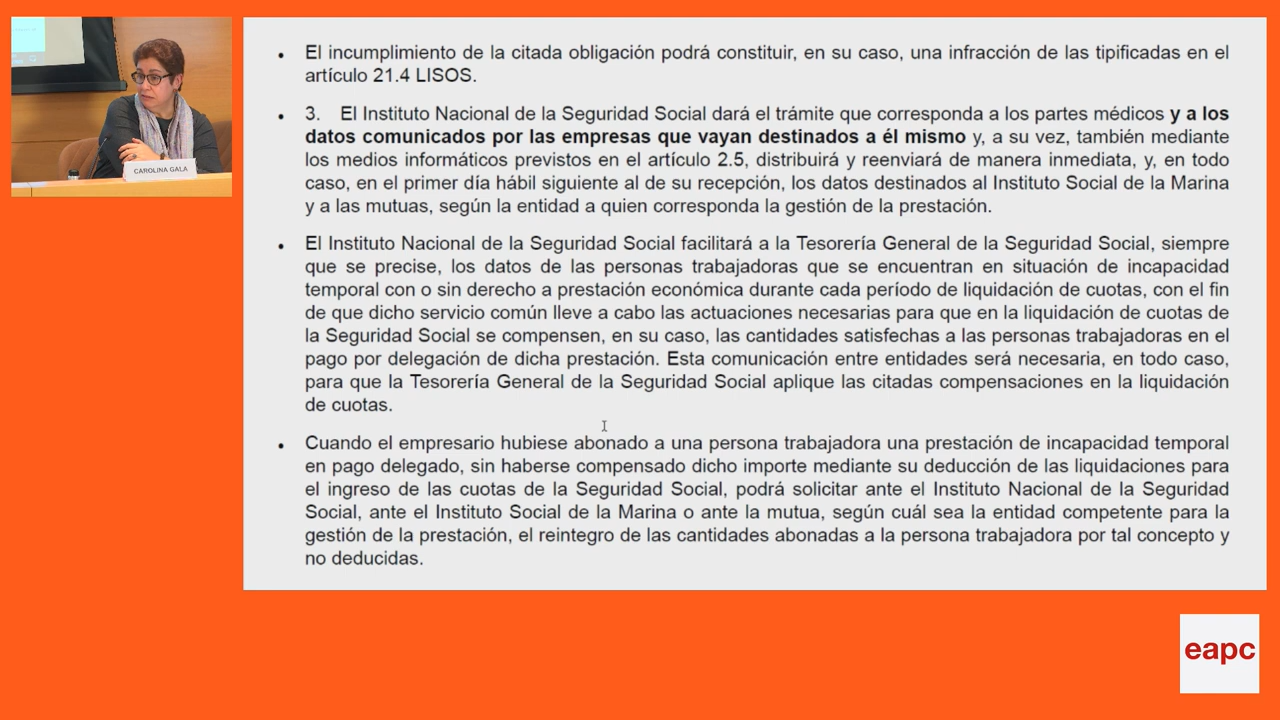 CAROLINA GALA
• El incumplimiento de la citada obligación podrá constituir, en su caso, una infracción de las tipificadas en el
artículo 21.4 LISOS.
• 3. El Instituto Nacional de la Seguridad Social dará el trámite que corresponda a los partes médicos y a los
datos comunicados por las empresas que vayan destinados a él mismo y, a su vez, también mediante
los medios informáticos previstos en el artículo 2.5, distribuirá y reenviará de manera inmediata, y, en todo
caso, en el primer día hábil siguiente al de su recepción, los datos destinados al Instituto Social de la Marina
y a las mutuas, según la entidad a quien corresponda la gestión de la prestación.
• El Instituto Nacional de la Seguridad Social facilitará a la Tesorería General de la Seguridad Social, siempre
que se precise, los datos de las personas trabajadoras que se encuentran en situación de incapacidad
temporal con o sin derecho a prestación económica durante cada período de liquidación de cuotas, con el fin
de que dicho servicio común lleve a cabo las actuaciones necesarias para que en la liquidación de cuotas de
la Seguridad Social se compensen, en su caso, las cantidades satisfechas a las personas trabajadoras en el
pago por delegación de dicha prestación. Esta comunicación entre entidades será necesaria, en todo caso,
para que la Tesorería General de la Seguridad Social aplique las citadas compensaciones en la liquidación
de cuotas.
• Cuando el empresario hubiese abonado a una persona trabajadora una prestación de incapacidad temporal
en pago delegado, sin haberse compensado dicho importe mediante su deducción de las liquidaciones para
el ingreso de las cuotas de la Seguridad Social, podrá solicitar ante el Instituto Nacional de la Seguridad
Social, ante el Instituto Social de la Marina o ante la mutua, según cuál sea la entidad competente para la
gestión de la prestación, el reintegro de las cantidades abonadas a la persona trabajadora por tal concepto y
no deducidas.
eapc